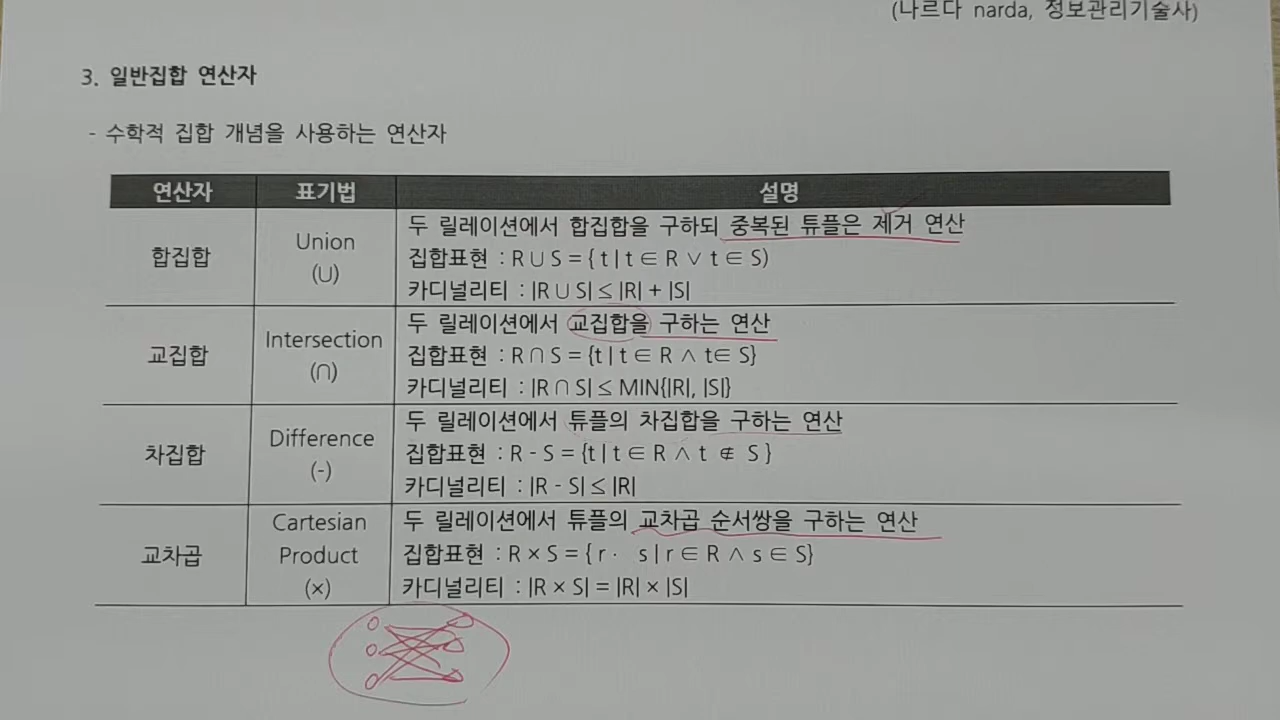 (나르다 narda, 정보관리기술사)
3. 일반집합 연산자
- 수학적 집합 개념을 사용하는 연산자
연산자 표기법 설명
합집합
Union
(∪)
두 릴레이션에서 합집합을 구하되 중복된 튜플은 제거 연산
집합표현 : R ∪ S = { t | t ∈ R ∨ t ∈ S)
카디널리티 : |R ∪ S| ≤ |R| + |S|
교집합
Intersection
(∩)
두 릴레이션에서 교집합을 구하는 연산
집합표현 : R ∩ S = {t | t ∈ R ∧ t∈ S}
카디널리티 : |R ∩ S| ≤ MIN{|R|, |S|}
차집합
Difference
(-)
두 릴레이션에서 튜플의 차집합을 구하는 연산
집합표현 : R - S = {t | t ∈ R ∧ t ∉ S }
카디널리티 : |R - S| ≤ |R|
교차곱
Cartesian
Product
(×)
두 릴레이션에서 튜플의 교차곱 순서쌍을 구하는 연산
집합표현 : R × S = { r · s | r ∈ R ∧ s ∈ S}
카디널리티 : |R × S| = |R| × |S|